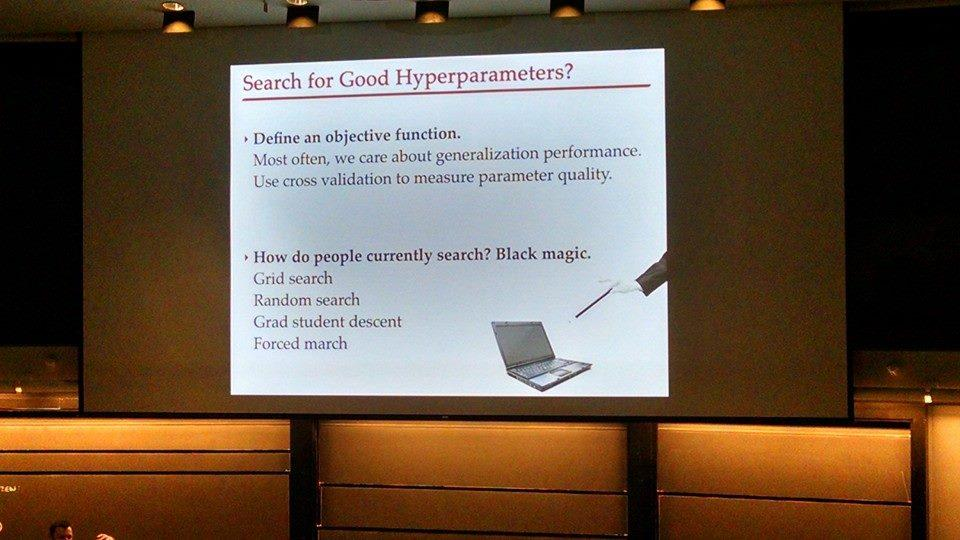 Search for Good Hyperparameters?
‣ Define an objective function.
Most often, we care about generalization performance.
Use cross validation to measure parameter quality.
‣ How do people currently search? Black magic.
Grid search
Random search
Grad student descent
Forced march